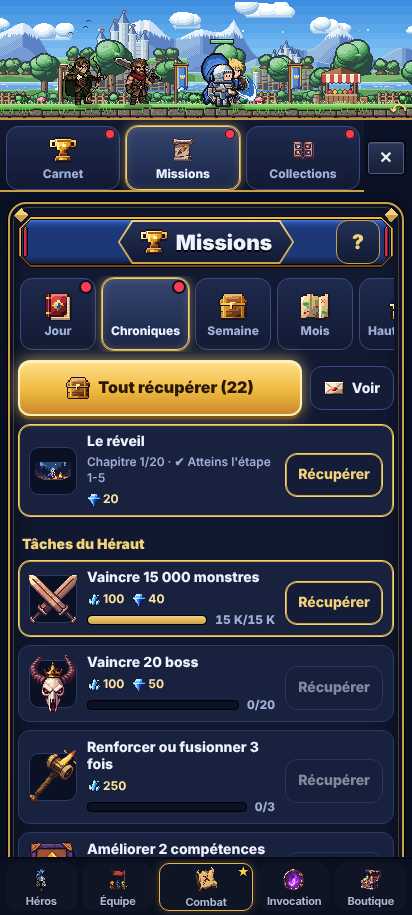 Carnet
Missions
Collections
×
Missions
?
Jour
Chroniques
Semaine
Mois
Haut
Tout récupérer (22)
Voir
Le réveil
Chapitre 1/20 · ✔ Atteins l'étape
1-5
20
Récupérer
Tâches du Héraut
Vaincre 15 000 monstres
100 40
15 K/15 K
Récupérer
Vaincre 20 boss
100 50
0/20
Récupérer
Renforcer ou fusionner 3
fois
250
0/3
Récupérer
Améliorer 2 compétences
Héros
Équipe
Combat
Invocation
Boutique